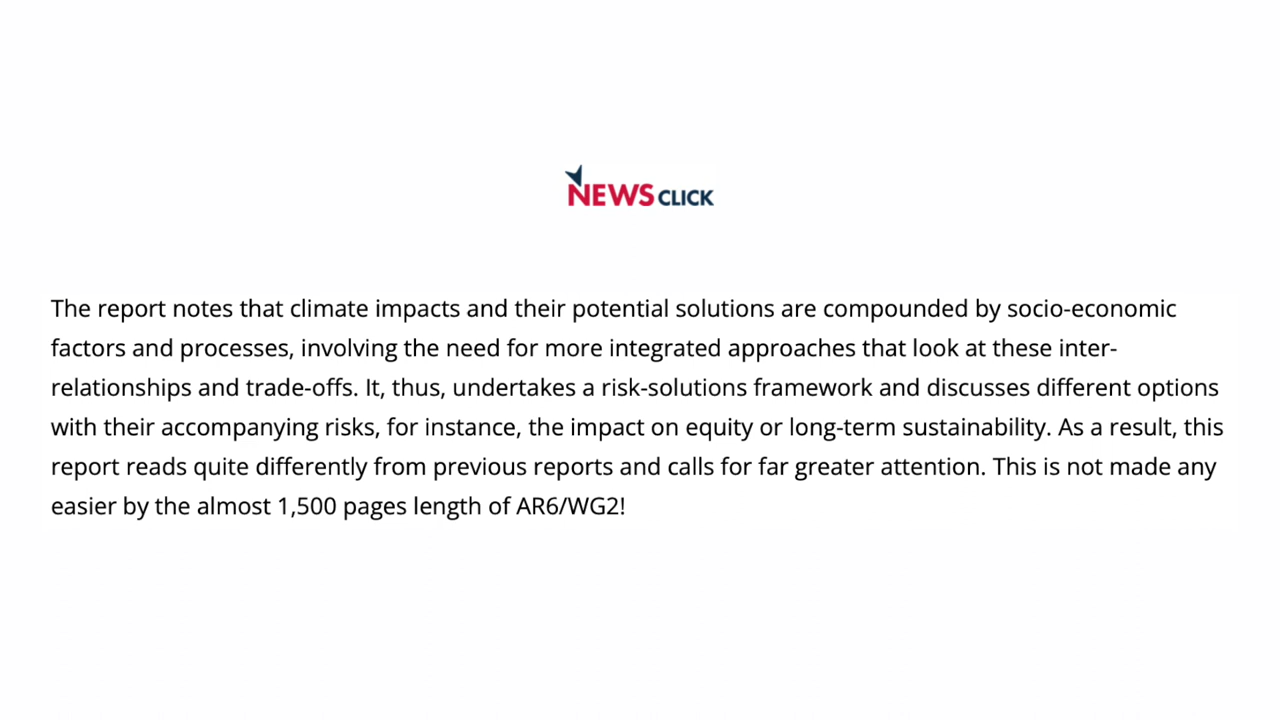 NEWSCLICK
The report notes that climate impacts and their potential solutions are compounded by socio-economic
factors and processes, involving the need for more integrated approaches that look at these inter-
relationships and trade-offs. It, thus, undertakes a risk-solutions framework and discusses different options
with their accompanying risks, for instance, the impact on equity or long-term sustainability. As a result, this
report reads quite differently from previous reports and calls for far greater attention. This is not made any
easier by the almost 1,500 pages length of AR6/WG2!